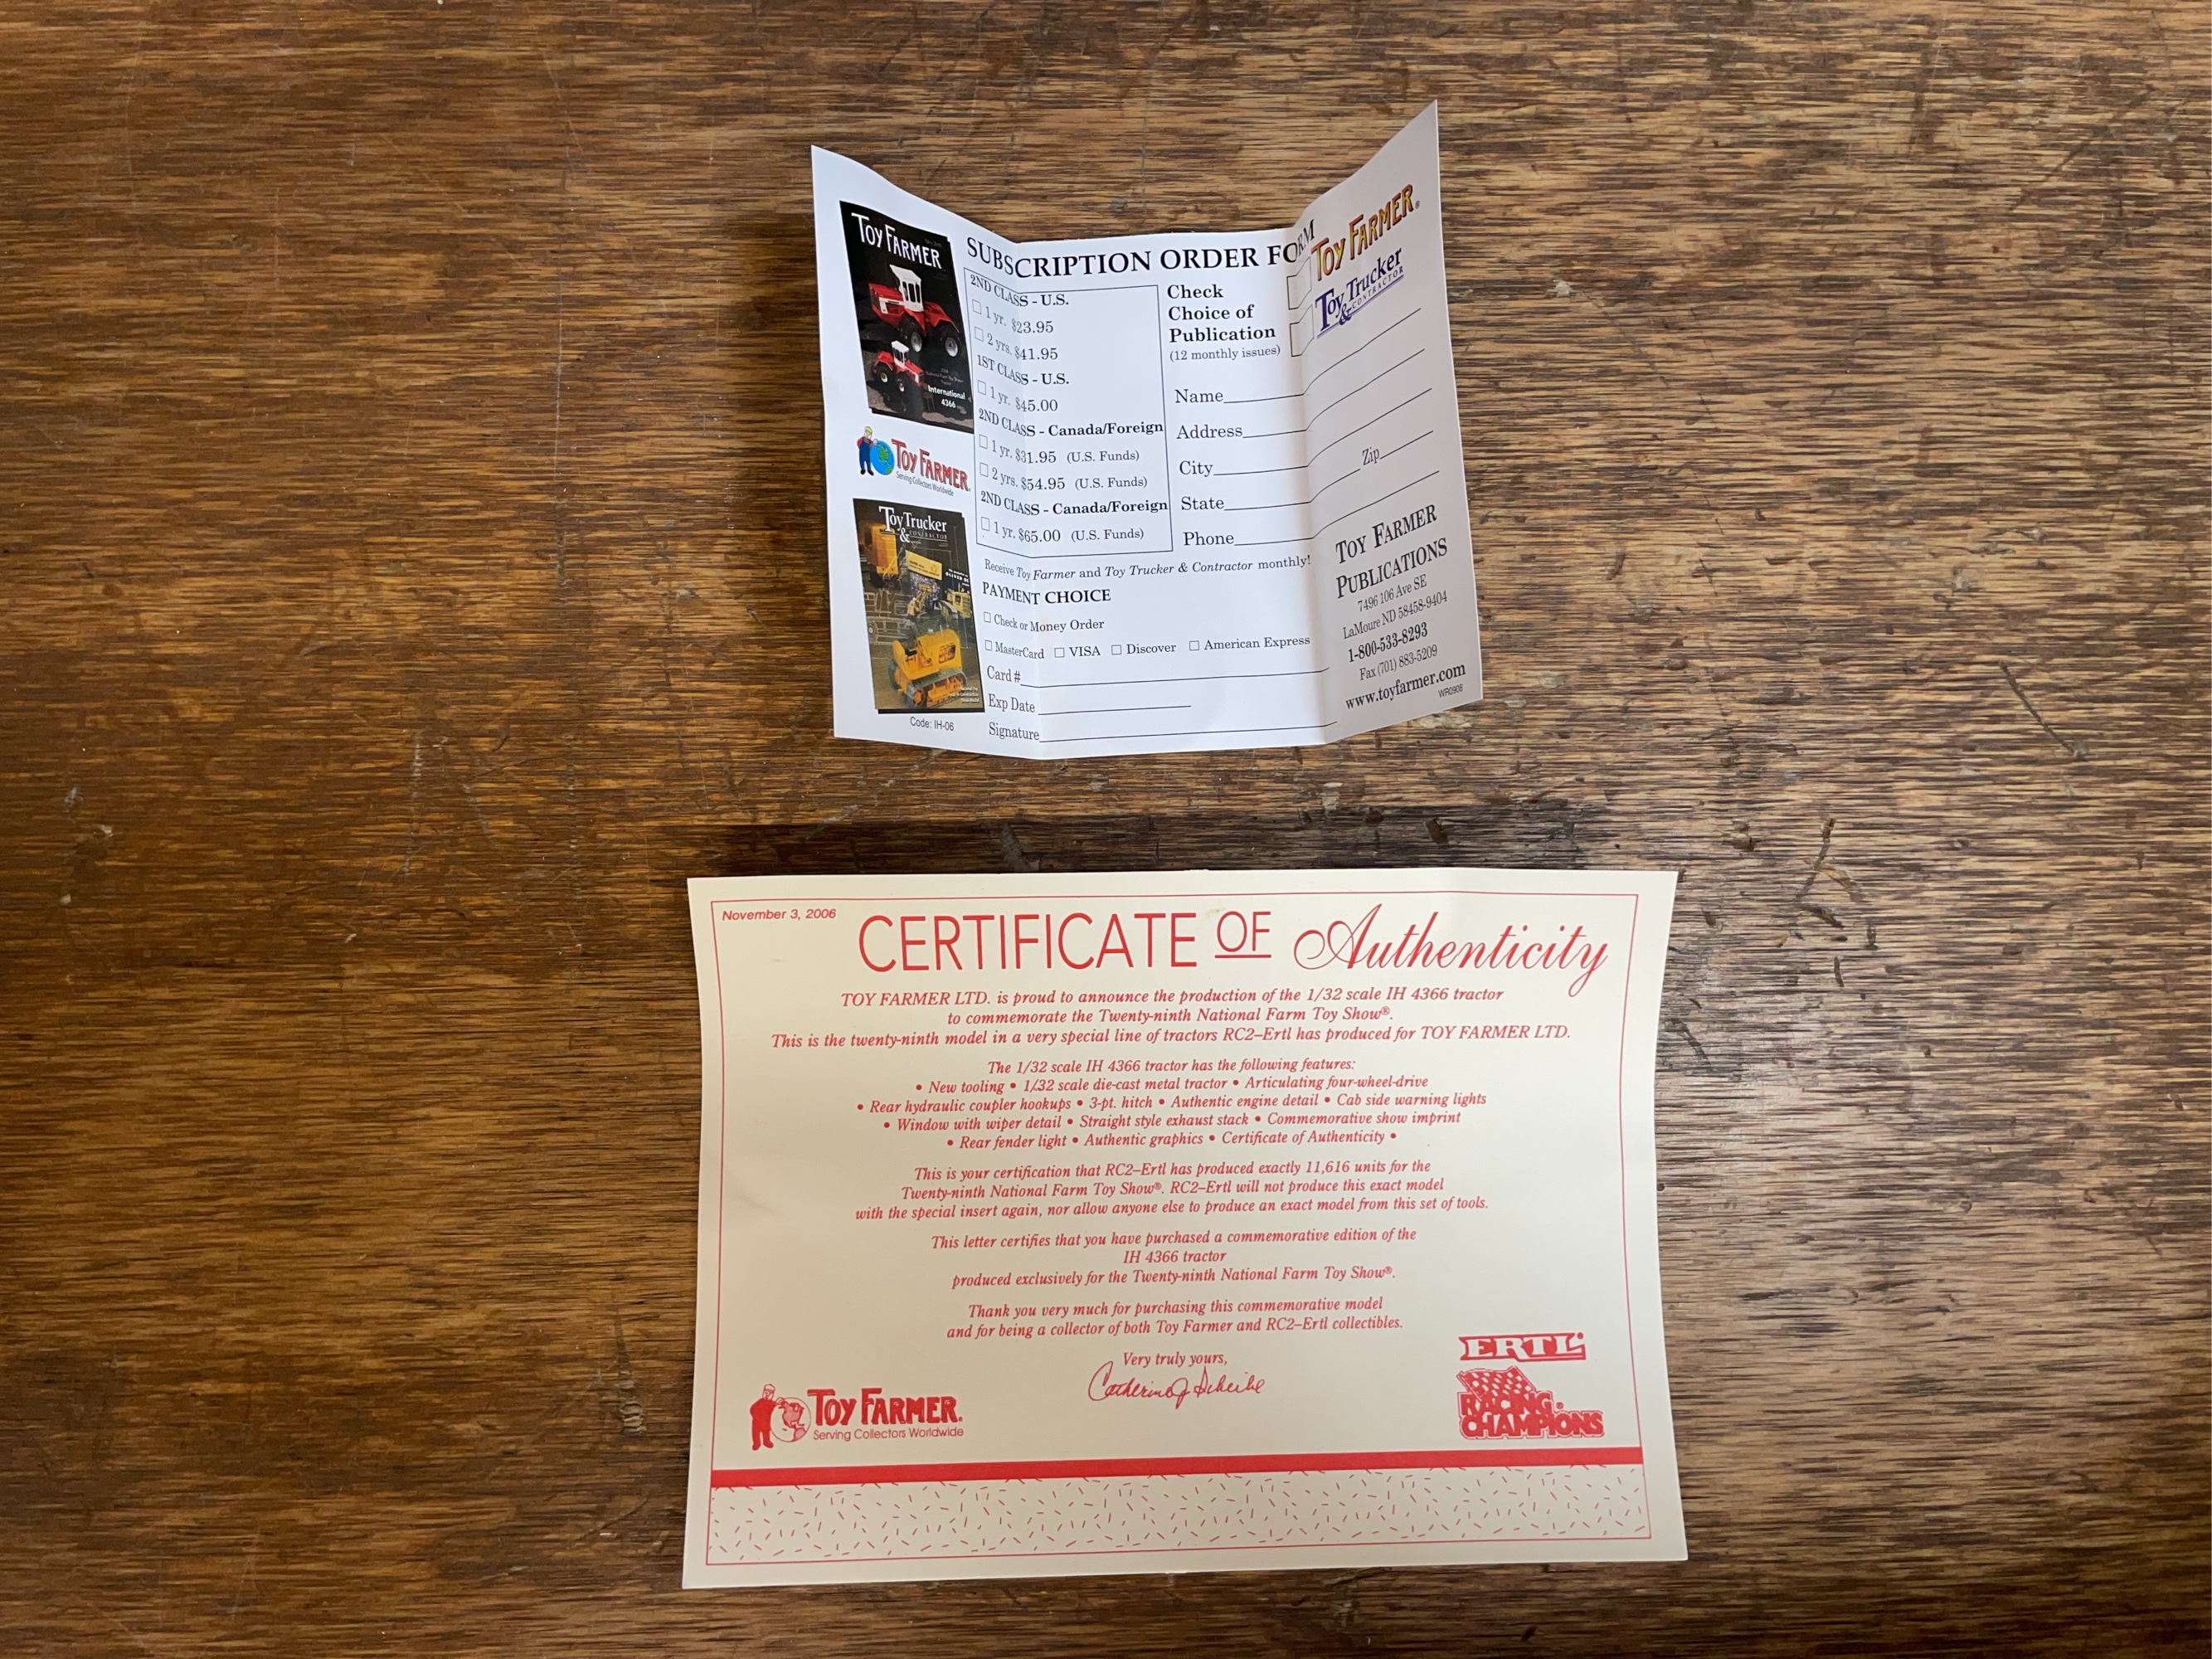 TOY FARMER
International
4366
TOY FARMER
Serving Collectors Worldwide
Toy Trucker
& CONTRACTOR
Code: IH-06
SUBSCRIPTION ORDER FORM
2ND CLASS - U.S.
1 yr. $23.95
2 yrs. $41.95
1ST CLASS - U.S.
1 yr. $45.00
2ND CLASS - Canada/Foreign
1 yr. $31.95 (U.S. Funds)
2 yrs. $54.95 (U.S. Funds)
2ND CLASS - Canada/Foreign
1 yr. $65.00 (U.S. Funds)
Check
Choice of
Publication
(12 monthly issues)
TOY FARMER®
Toy Trucker
& CONTRACTOR
Name
Address
City
State Zip
Phone
Receive Toy Farmer and Toy Trucker & Contractor monthly!
PAYMENT CHOICE
Check or Money Order
MasterCard VISA Discover American Express
Card #
Exp Date
Signature
TOY FARMER
PUBLICATIONS
7496 106 Ave SE
LaMoure ND 58458-9404
1-800-533-8293
Fax (701) 883-5209
www.toyfarmer.com
WR0906
November 3, 2006
CERTIFICATE OF Authenticity
TOY FARMER LTD. is proud to announce the production of the 1/32 scale IH 4366 tractor
to commemorate the Twenty-ninth National Farm Toy Show®.
This is the twenty-ninth model in a very special line of tractors RC2–Ertl has produced for TOY FARMER LTD.
The 1/32 scale IH 4366 tractor has the following features:
• New tooling • 1/32 scale die-cast metal tractor • Articulating four-wheel-drive
• Rear hydraulic coupler hookups • 3-pt. hitch • Authentic engine detail • Cab side warning lights
• Window with wiper detail • Straight style exhaust stack • Commemorative show imprint
• Rear fender light • Authentic graphics • Certificate of Authenticity •
This is your certification that RC2–Ertl has produced exactly 11,616 units for the
Twenty-ninth National Farm Toy Show®. RC2–Ertl will not produce this exact model
with the special insert again, nor allow anyone else to produce an exact model from this set of tools.
This letter certifies that you have purchased a commemorative edition of the
IH 4366 tractor
produced exclusively for the Twenty-ninth National Farm Toy Show®.
Thank you very much for purchasing this commemorative model
and for being a collector of both Toy Farmer and RC2–Ertl collectibles.
Very truly yours,
Catherine J Scheibe
TOY FARMER®
Serving Collectors Worldwide
ERTL®
RACING®
CHAMPIONS